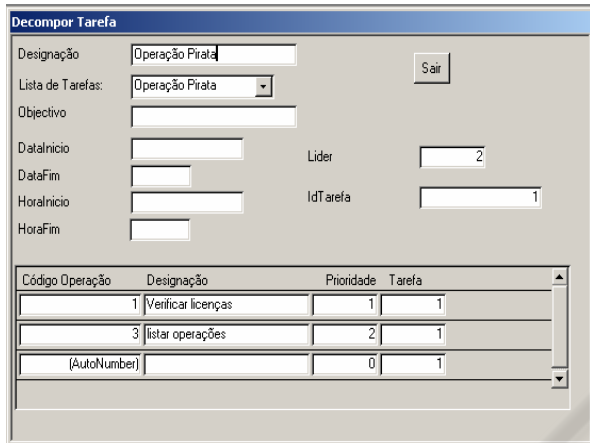 Decompor Tarefa
Designação Operação Pirata
Sair
Lista de Tarefas: Operação Pirata
Objectivo
DataInicio
Lider 2
DataFim
HoraInicio
IdTarefa 1
HoraFim
Código Operação Designação Prioridade Tarefa
1 Verificar licenças 1 1
3 listar operações 2 1
(AutoNumber) 0 1